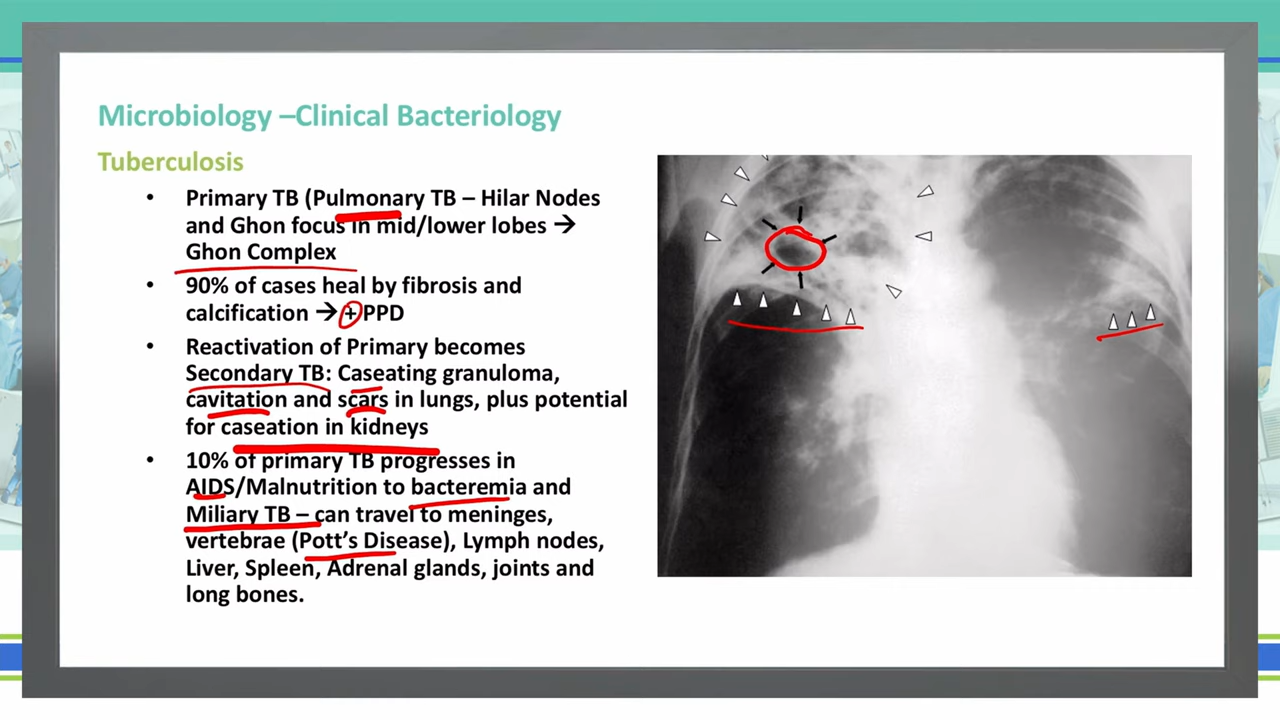 Microbiology –Clinical Bacteriology
Tuberculosis
• Primary TB (Pulmonary TB – Hilar Nodes
and Ghon focus in mid/lower lobes →
Ghon Complex
• 90% of cases heal by fibrosis and
calcification → + PPD
• Reactivation of Primary becomes
Secondary TB: Caseating granuloma,
cavitation and scars in lungs, plus potential
for caseation in kidneys
• 10% of primary TB progresses in
AIDS/Malnutrition to bacteremia and
Miliary TB – can travel to meninges,
vertebrae (Pott’s Disease), Lymph nodes,
Liver, Spleen, Adrenal glands, joints and
long bones.